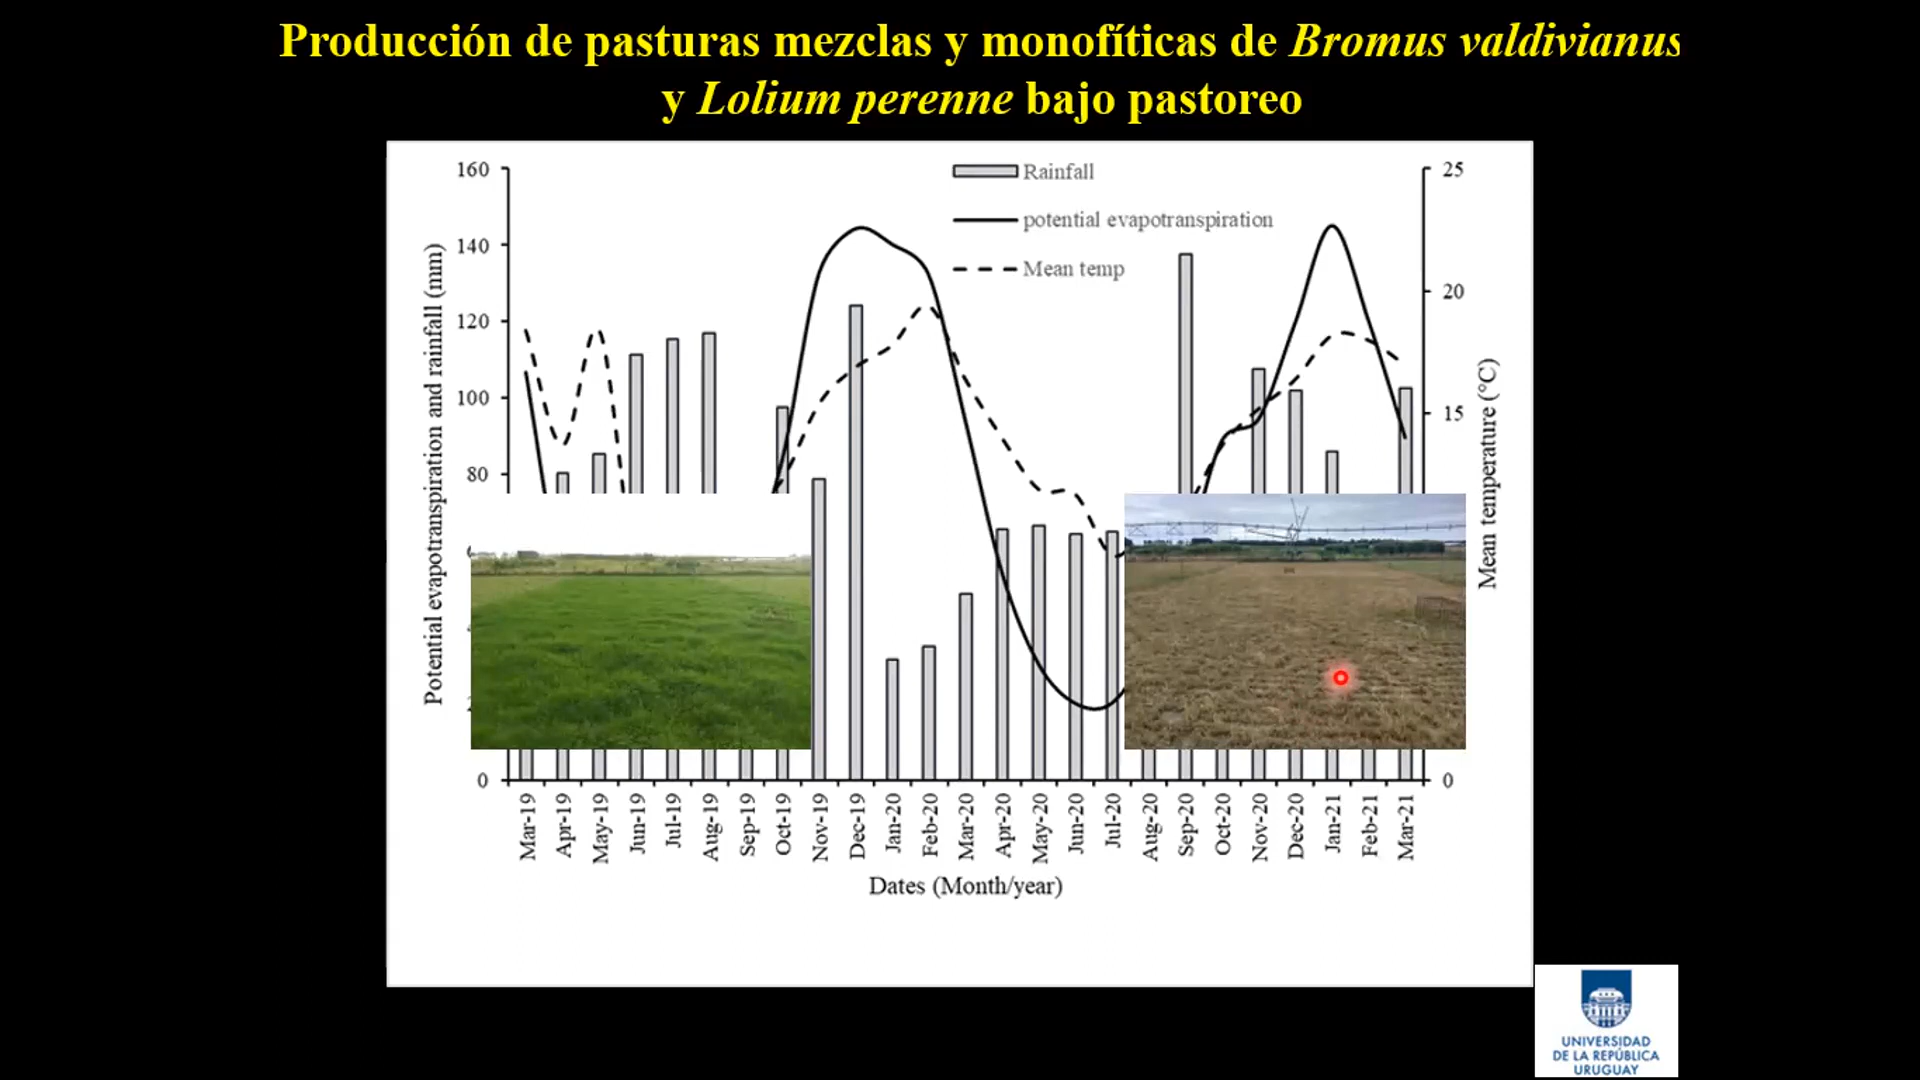 Producción de pasturas mezclas y monofíticas de Bromus valdivianus
y Lolium perenne bajo pastoreo
Rainfall
potential evapotranspiration
Mean temp
Potential evapotranspiration and rainfall (mm)
160
140
120
100
80
0
25
20
15
0
Mean temperature (°C)
Mar-19
Apr-19
May-19
Jun-19
Jul-19
Aug-19
Sep-19
Oct-19
Nov-19
Dec-19
Jan-20
Feb-20
Mar-20
Apr-20
May-20
Jun-20
Jul-20
Aug-20
Sep-20
Oct-20
Nov-20
Dec-20
Jan-21
Feb-21
Mar-21
Dates (Month/year)
UNIVERSIDAD
DE LA REPÚBLICA
URUGUAY